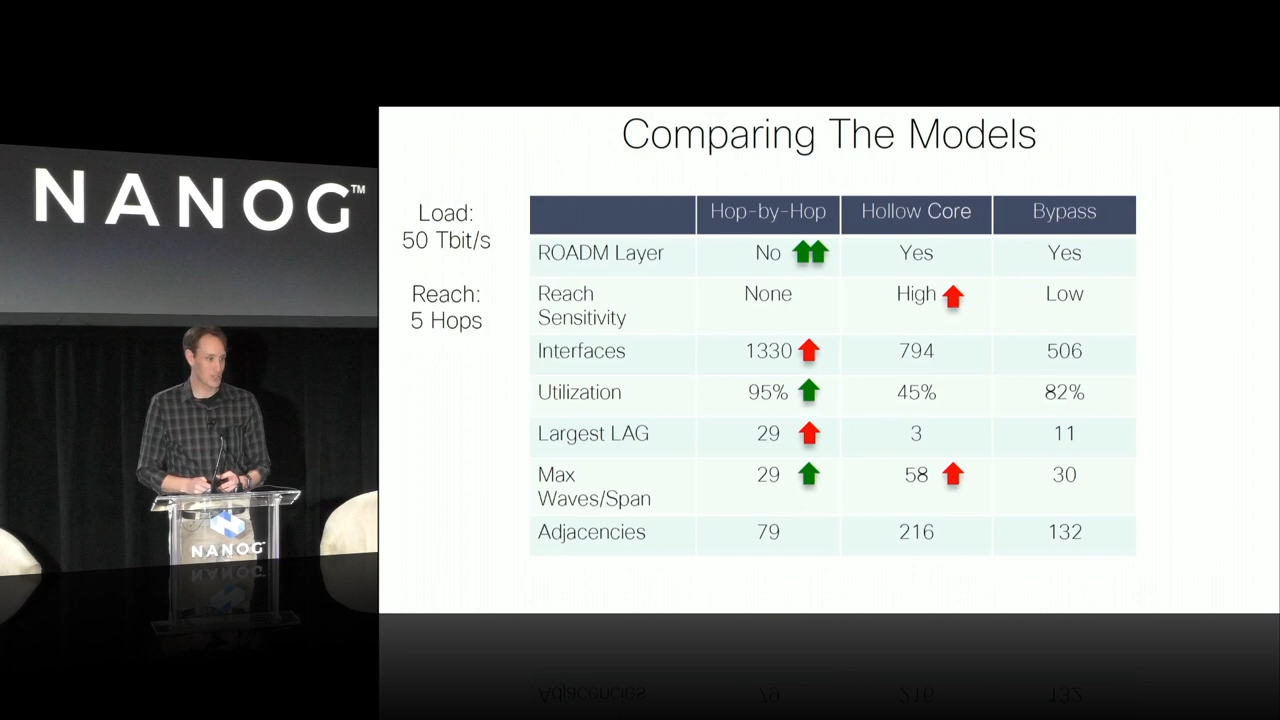 NANOG™
NANOG
Comparing The Models
Load:
50 Tbit/s
Reach:
5 Hops
Hop-by-Hop Hollow Core Bypass
ROADM Layer No Yes Yes
Reach
Sensitivity None High Low
Interfaces 1330 794 506
Utilization 95% 45% 82%
Largest LAG 29 3 11
Max
Waves/Span 29 58 30
Adjacencies 79 216 132